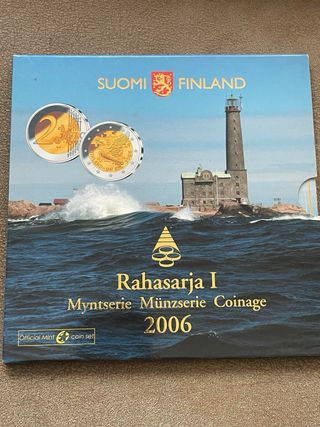 SUOMI FINLAND
2
Rahasarja I
Myntserie Münzserie Coinage
2006
Official Mint coin set